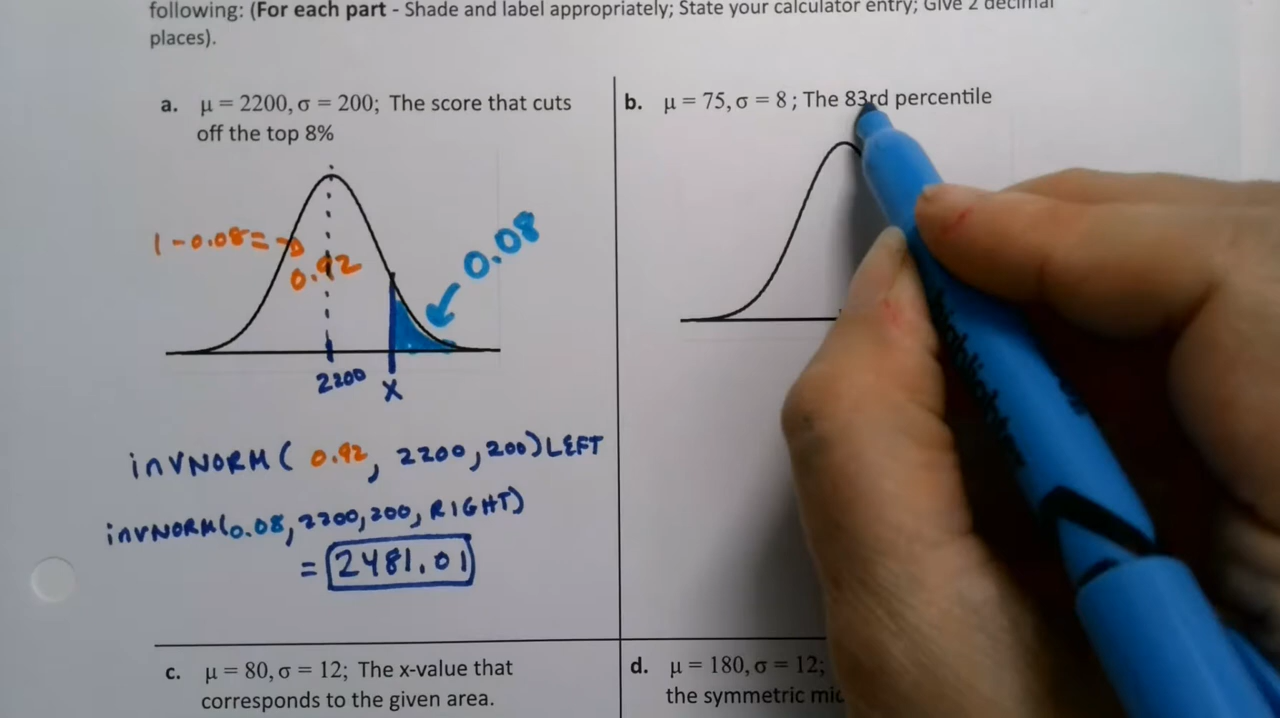 following: (For each part - Shade and label appropriately; State your calculator entry; Give 2 decimal
places).
a. μ = 2200, σ = 200; The score that cuts
off the top 8%
1-0.08=
0.92
0.08
2200
X
invNORM( 0.92, 2200, 200) LEFT
invNORM(0.08, 2200, 200, RIGHT)
= 2481.01
b. μ = 75, σ = 8 ; The 83rd percentile
c. μ = 80, σ = 12; The x-value that
corresponds to the given area.
d. μ = 180, σ = 12;
the symmetric